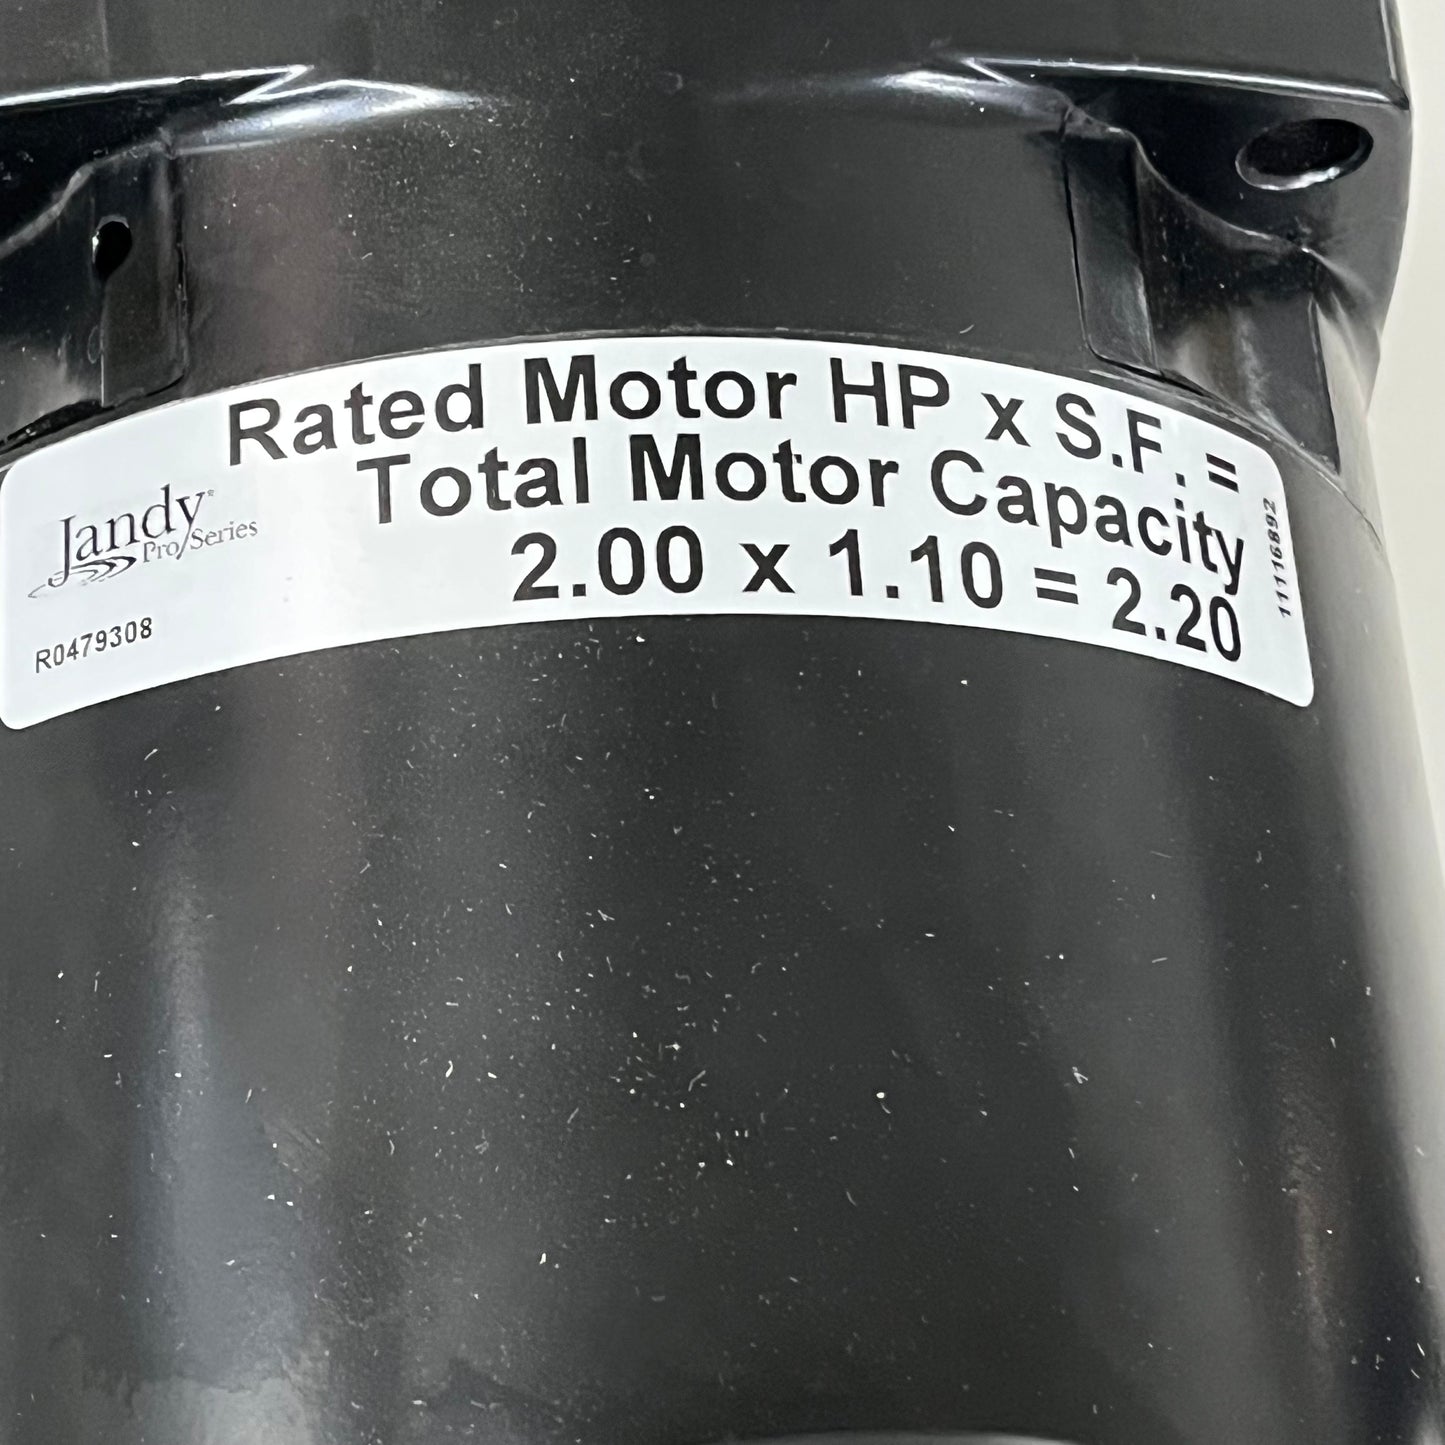 Rated Motor HP x S.F. =
Total Motor Capacity
2.00 x 1.10 = 2.20
Jandy
Pro Series
R0479308
11116892